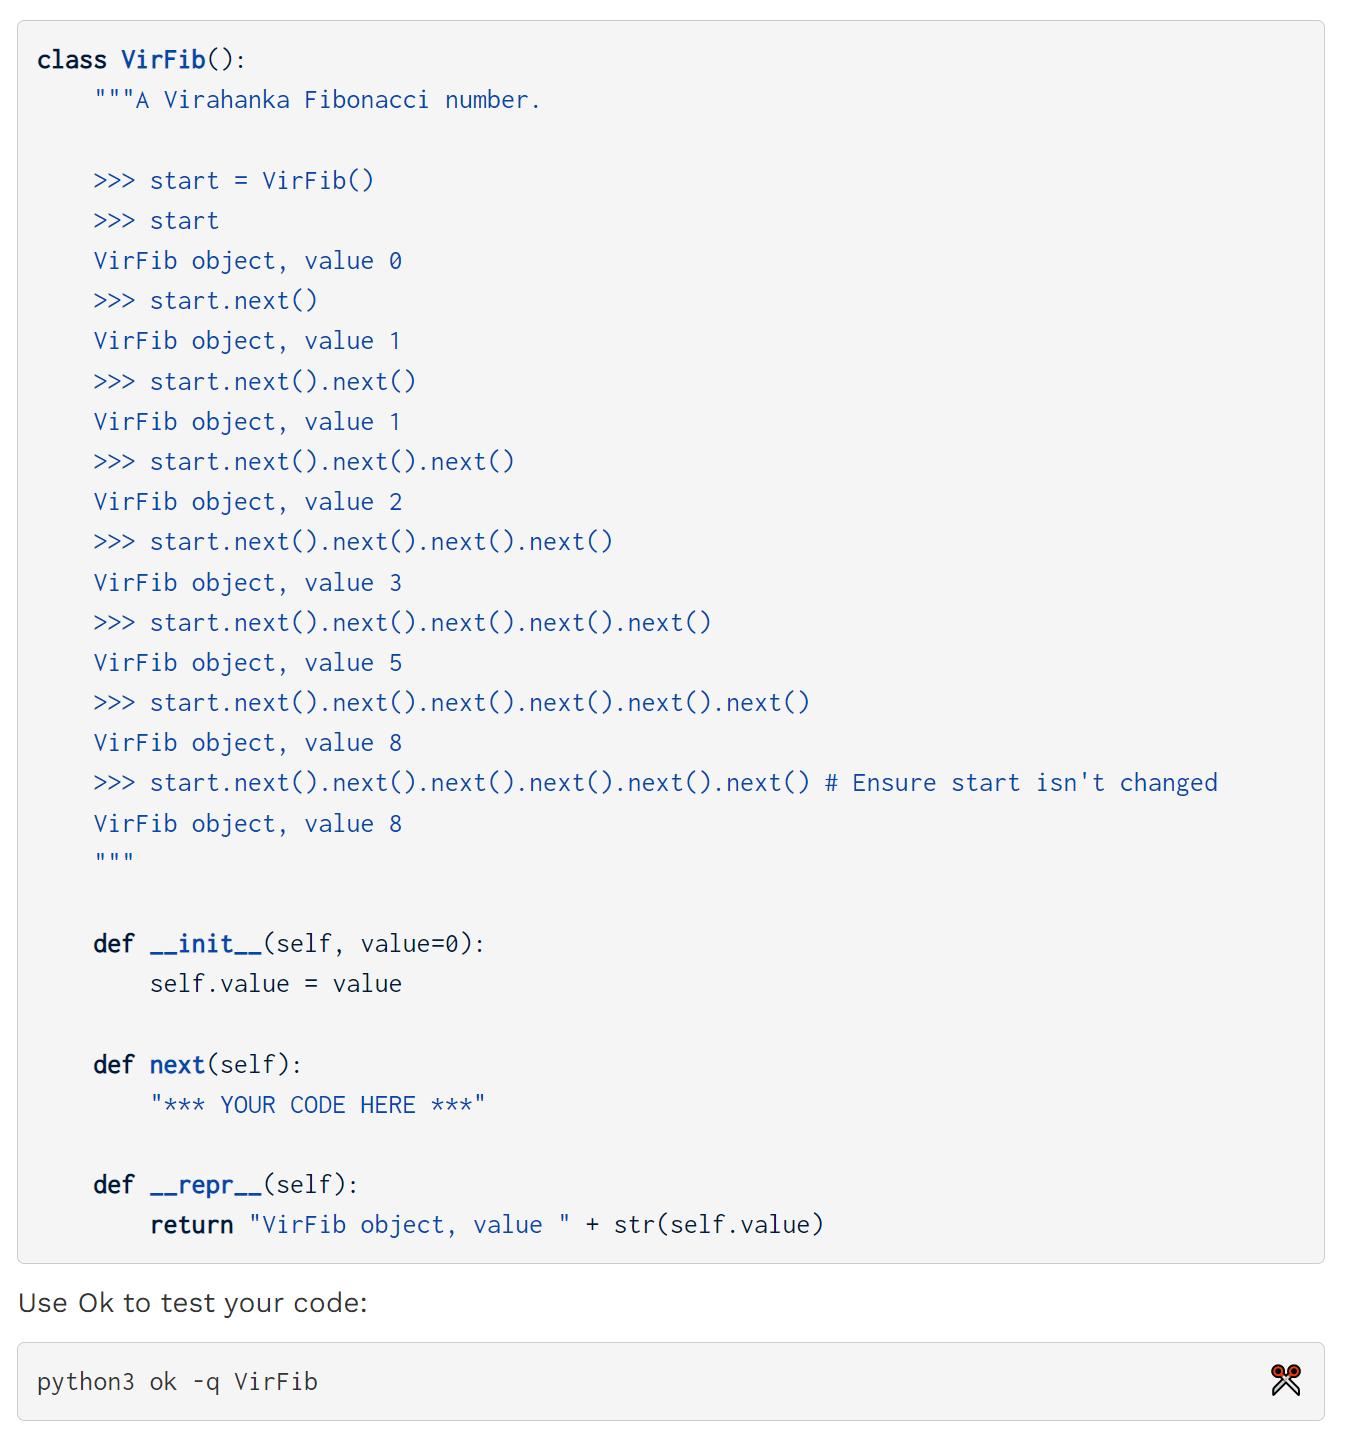 class VirFib():
    """A Virahanka Fibonacci number.

    >>> start = VirFib()
    >>> start
    VirFib object, value 0
    >>> start.next()
    VirFib object, value 1
    >>> start.next().next()
    VirFib object, value 1
    >>> start.next().next().next()
    VirFib object, value 2
    >>> start.next().next().next().next()
    VirFib object, value 3
    >>> start.next().next().next().next().next()
    VirFib object, value 5
    >>> start.next().next().next().next().next().next()
    VirFib object, value 8
    >>> start.next().next().next().next().next().next() # Ensure start isn't changed
    VirFib object, value 8
    """

    def __init__(self, value=0):
        self.value = value

    def next(self):
        "*** YOUR CODE HERE ***"

    def __repr__(self):
        return "VirFib object, value " + str(self.value)
Use Ok to test your code:
python3 ok -q VirFib